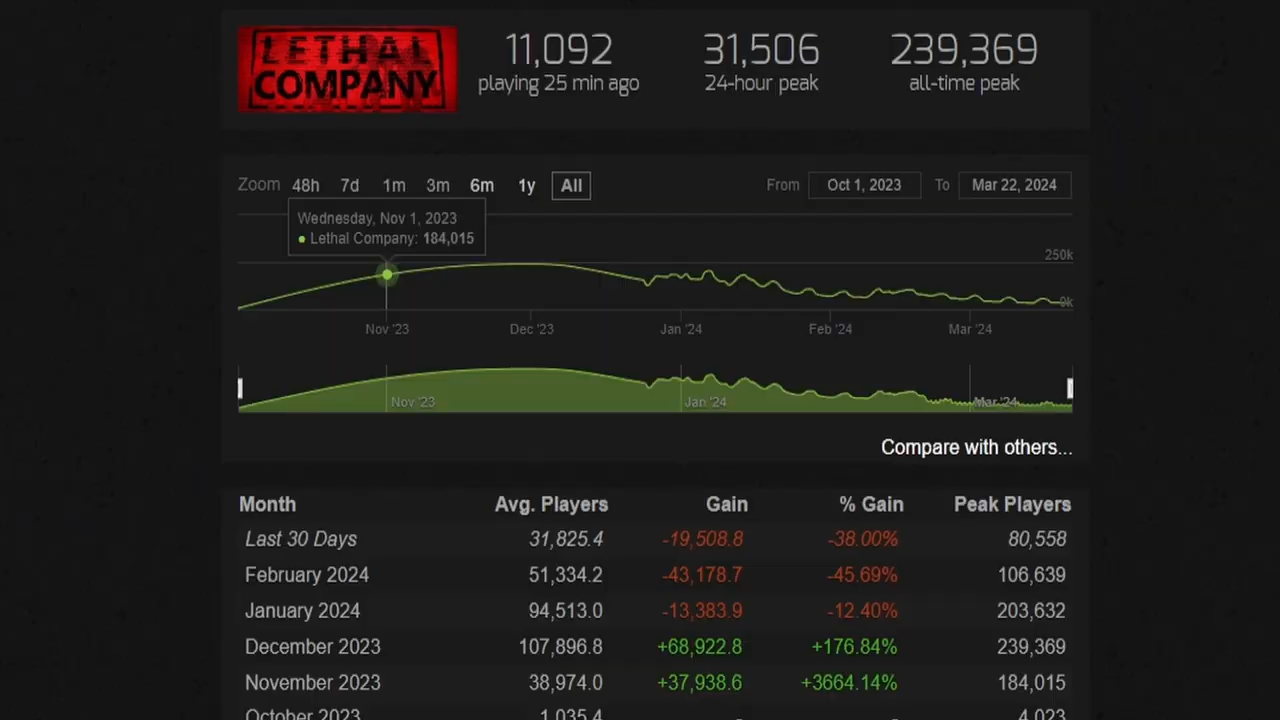 LETHAL
COMPANY
11,092
playing 25 min ago
31,506
24-hour peak
239,369
all-time peak
Zoom 48h 7d 1m 3m 6m 1y All From Oct 1, 2023 To Mar 22, 2024
Wednesday, Nov 1, 2023
Lethal Company: 184,015
250k
0k
Nov '23 Dec '23 Jan '24 Feb '24 Mar '24
Nov '23 Jan '24 Mar '24
Compare with others...
Month Avg. Players Gain % Gain Peak Players
Last 30 Days 31,825.4 -19,508.8 -38.00% 80,558
February 2024 51,334.2 -43,178.7 -45.69% 106,639
January 2024 94,513.0 -13,383.9 -12.40% 203,632
December 2023 107,896.8 +68,922.8 +176.84% 239,369
November 2023 38,974.0 +37,938.6 +3664.14% 184,015
October 2023 1,035.4 - - 4,023